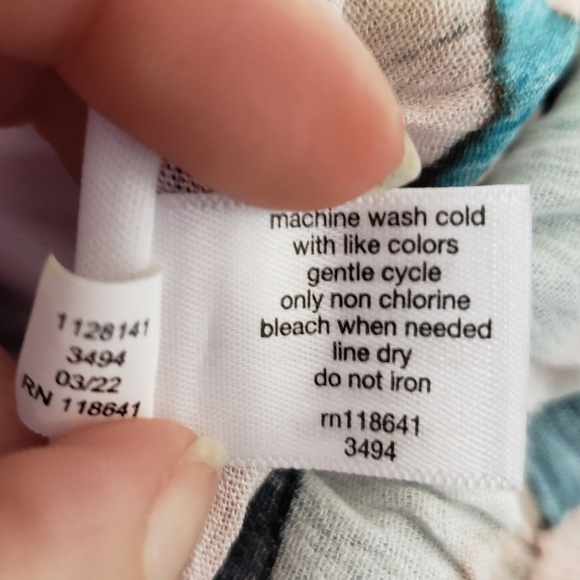 1128141
3494
03/22
RN 118641
machine wash cold
with like colors
gentle cycle
only non chlorine
bleach when needed
line dry
do not iron
rn118641
3494